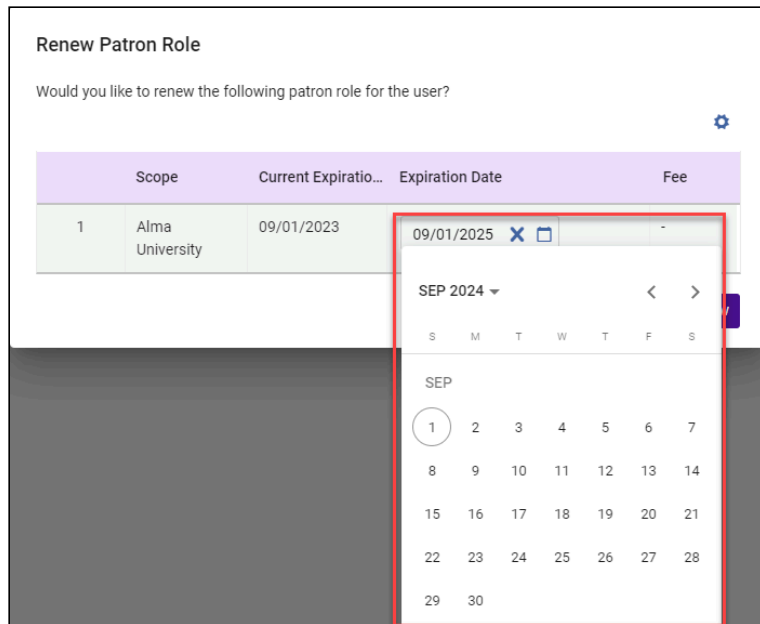 Renew Patron Role
Would you like to renew the following patron role for the user?
Scope Current Expiratio... Expiration Date Fee
1 Alma University 09/01/2023 09/01/2025 -
SEP 2024
S M T W T F S
SEP
1 2 3 4 5 6 7
8 9 10 11 12 13 14
15 16 17 18 19 20 21
22 23 24 25 26 27 28
29 30